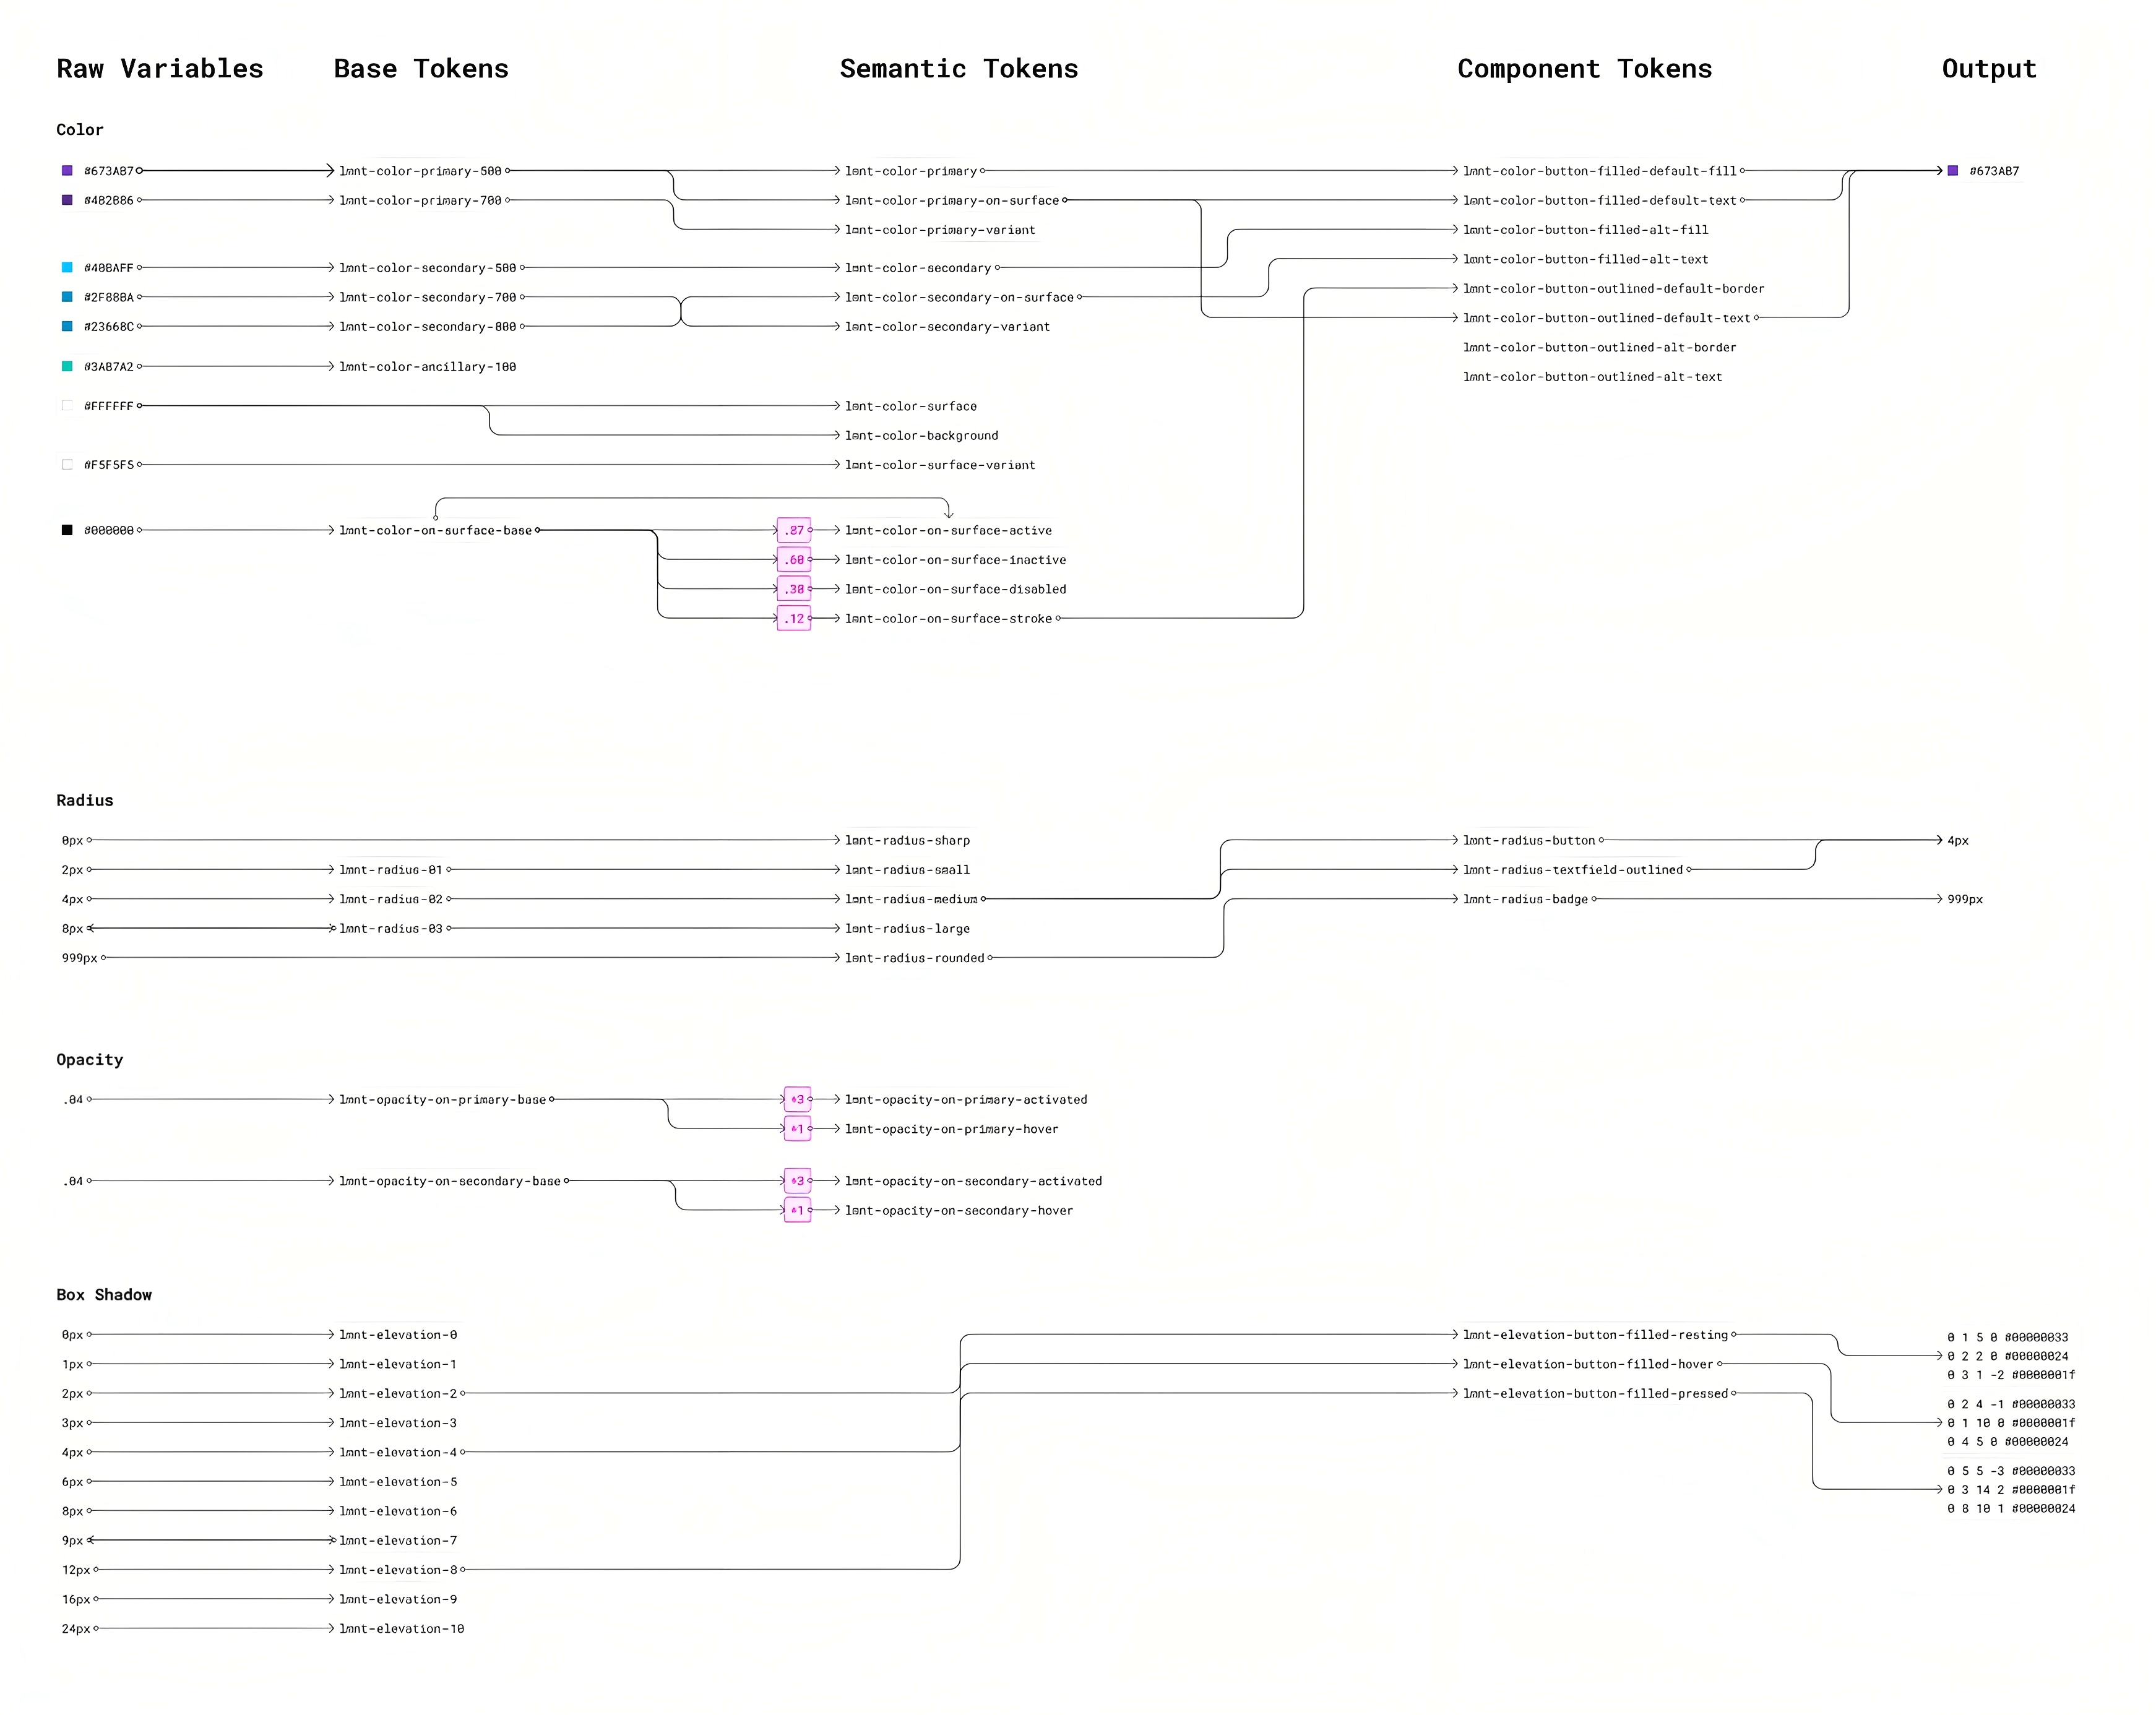 Raw Variables Base Tokens Semantic Tokens Component Tokens Output
Color
#673AB7 lmnt-color-primary-500 lmnt-color-primary lmnt-color-button-filled-default-fill #673AB7
#4B2B86 lmnt-color-primary-700 lmnt-color-primary-on-surface lmnt-color-button-filled-default-text
lmnt-color-primary-variant lmnt-color-button-filled-alt-fill
lmnt-color-button-filled-alt-text
#40BAFF lmnt-color-secondary-500 lmnt-color-secondary
lmnt-color-button-outlined-default-border
#2F88BA lmnt-color-secondary-700 lmnt-color-secondary-on-surface
lmnt-color-button-outlined-default-text
#23668C lmnt-color-secondary-800 lmnt-color-secondary-variant
lmnt-color-button-outlined-alt-border
#3AB7A2 lmnt-color-ancillary-100
lmnt-color-button-outlined-alt-text
#FFFFFF lmnt-color-surface
lmnt-color-background
#F5F5F5 lmnt-color-surface-variant
#000000 lmnt-color-on-surface-base .87 lmnt-color-on-surface-active
.60 lmnt-color-on-surface-inactive
.38 lmnt-color-on-surface-disabled
.12 lmnt-color-on-surface-stroke
Radius
0px lmnt-radius-sharp lmnt-radius-button 4px
2px lmnt-radius-01 lmnt-radius-small lmnt-radius-textfield-outlined
4px lmnt-radius-02 lmnt-radius-medium lmnt-radius-badge 999px
8px lmnt-radius-03 lmnt-radius-large
999px lmnt-radius-rounded
Opacity
.04 lmnt-opacity-on-primary-base *3 lmnt-opacity-on-primary-activated
*1 lmnt-opacity-on-primary-hover
.04 lmnt-opacity-on-secondary-base *3 lmnt-opacity-on-secondary-activated
*1 lmnt-opacity-on-secondary-hover
Box Shadow
0px lmnt-elevation-0 lmnt-elevation-button-filled-resting 0 1 5 0 #00000033
0 2 2 0 #00000024
1px lmnt-elevation-1 lmnt-elevation-button-filled-hover
0 3 1 -2 #0000001f
2px lmnt-elevation-2 lmnt-elevation-button-filled-pressed
0 2 4 -1 #00000033
3px lmnt-elevation-3 0 1 10 0 #0000001f
0 4 5 0 #00000024
4px lmnt-elevation-4
0 5 5 -3 #00000033
6px lmnt-elevation-5
0 3 14 2 #0000001f
8px lmnt-elevation-6 0 8 10 1 #00000024
9px lmnt-elevation-7
12px lmnt-elevation-8
16px lmnt-elevation-9
24px lmnt-elevation-10